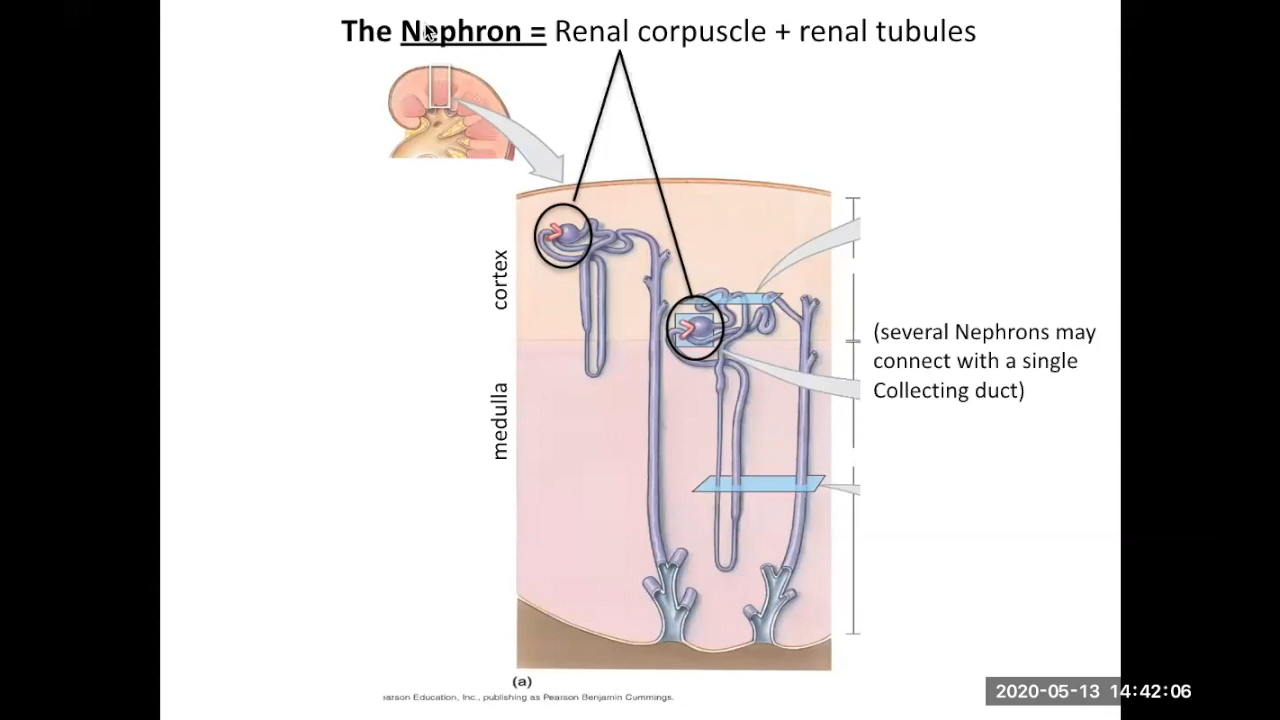 The Nephron = Renal corpuscle + renal tubules
cortex
medulla
(several Nephrons may
connect with a single
Collecting duct)
(a)
earson Education, Inc., publishing as Pearson Benjamin Cummings.
2020-05-13 14:42:06